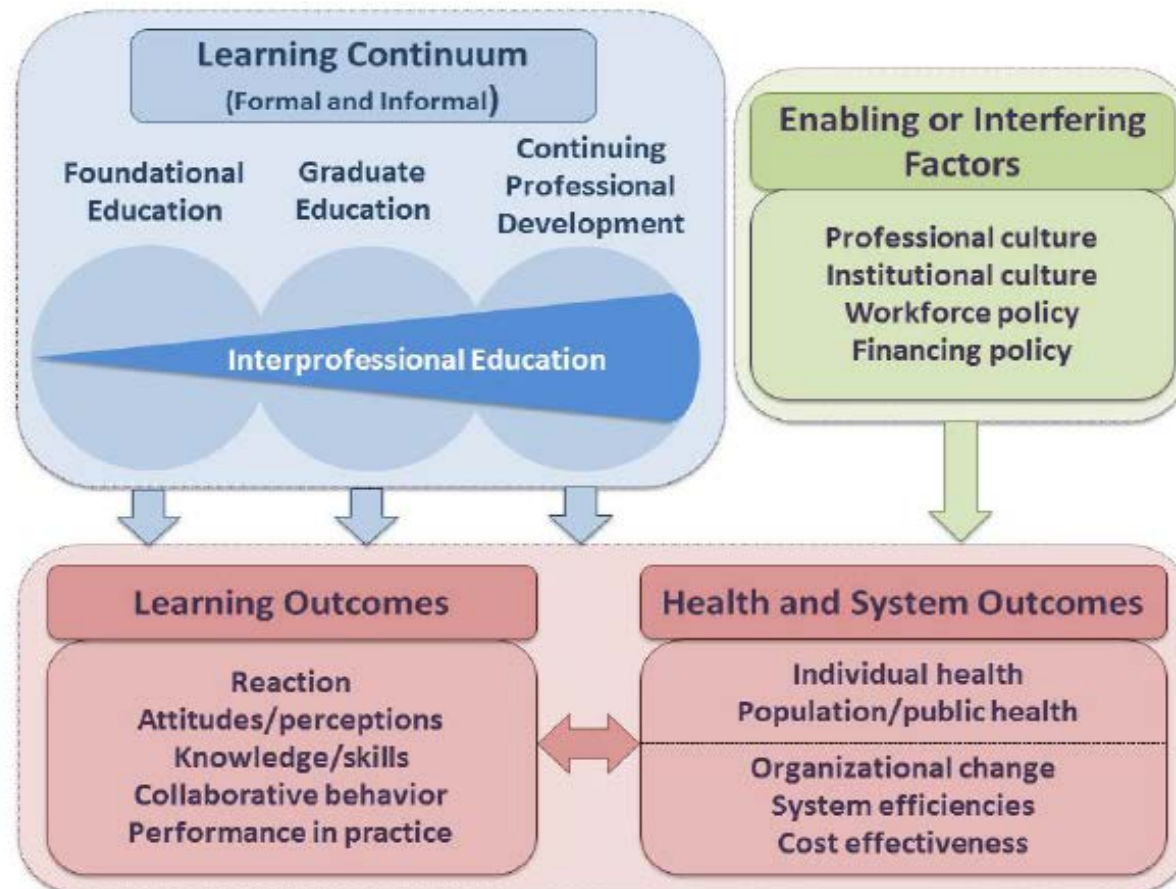 Learning Continuum
(Formal and Informal)
Foundational
Education
Graduate
Education
Continuing
Professional
Development
Interprofessional Education
Enabling or Interfering
Factors
Professional culture
Institutional culture
Workforce policy
Financing policy
Learning Outcomes
Reaction
Attitudes/perceptions
Knowledge/skills
Collaborative behavior
Performance in practice
Health and System Outcomes
Individual health
Population/public health
Organizational change
System efficiencies
Cost effectiveness